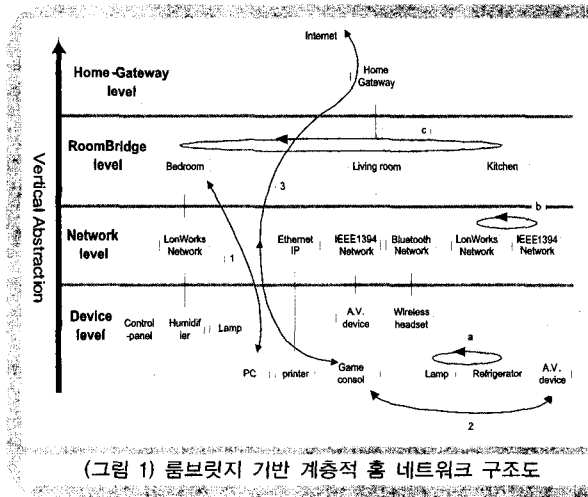 Internet
Home
Gateway
Home-Gateway
level
c
RoomBridge
level
Bedroom
Living room
Kitchen
3
b
Network
level
LonWorks
Network
Ethernet
IP
IEEE1394
Network
Bluetooth
Network
LonWorks
Network
IEEE1394
Network
1
Device
level
Control
-panel
Humidif
ier
Lamp
A.V.
device
Wireless
headset
a
PC
printer
Game
consol
Lamp
Refrigerator
A.V.
device
2
Vertical Abstraction
(그림 1) 룸브릿지 기반 계층적 홈 네트워크 구조도